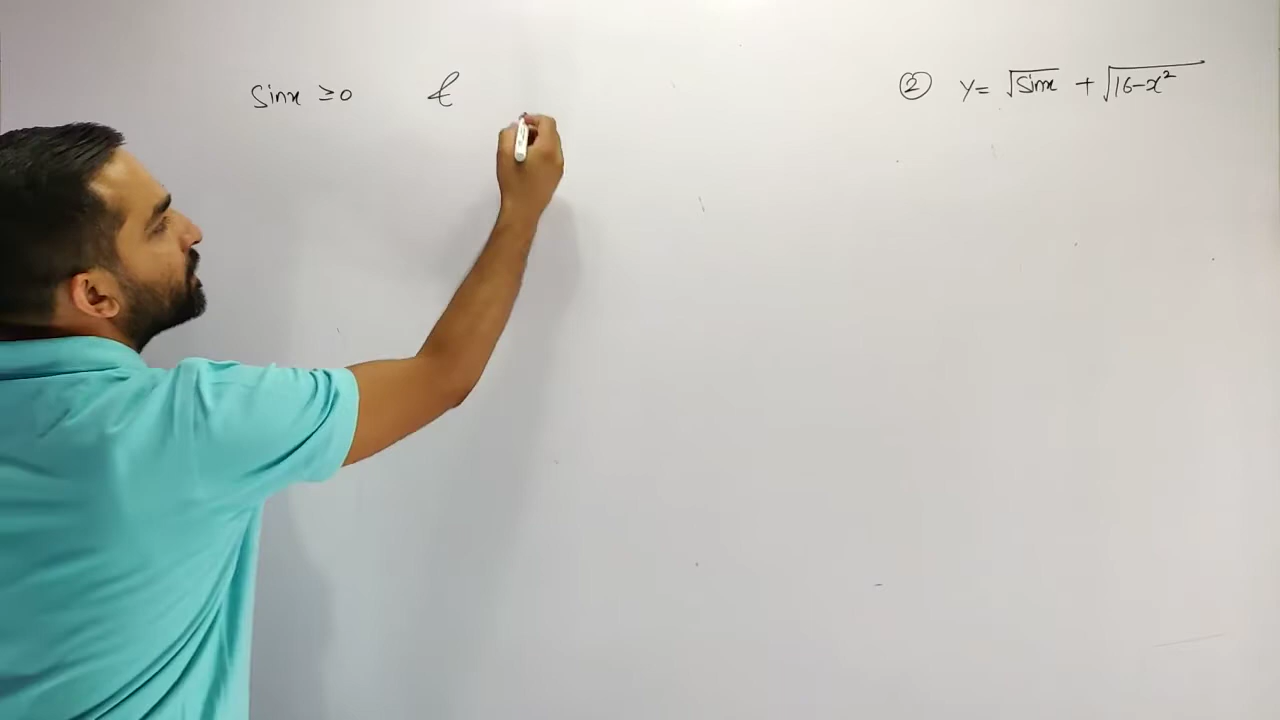 Sinx ≥0 &
② y= √Sinx + √16-x²